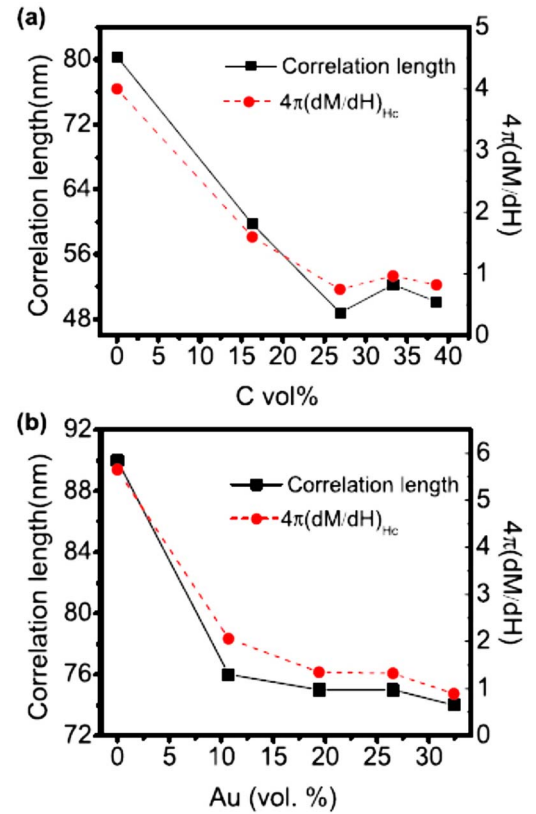 (a)
Correlation length(nm)
80
72
64
56
48
Correlation length
4π(dM/dH)Hc
5
4
3
2
1
0
4π(dM/dH)
0 5 10 15 20 25 30 35 40
C vol%
(b)
Correlation length(nm)
92
88
84
80
76
72
Correlation length
4π(dM/dH)Hc
6
5
4
3
2
1
0
4π(dM/dH)
0 5 10 15 20 25 30
Au (vol. %)